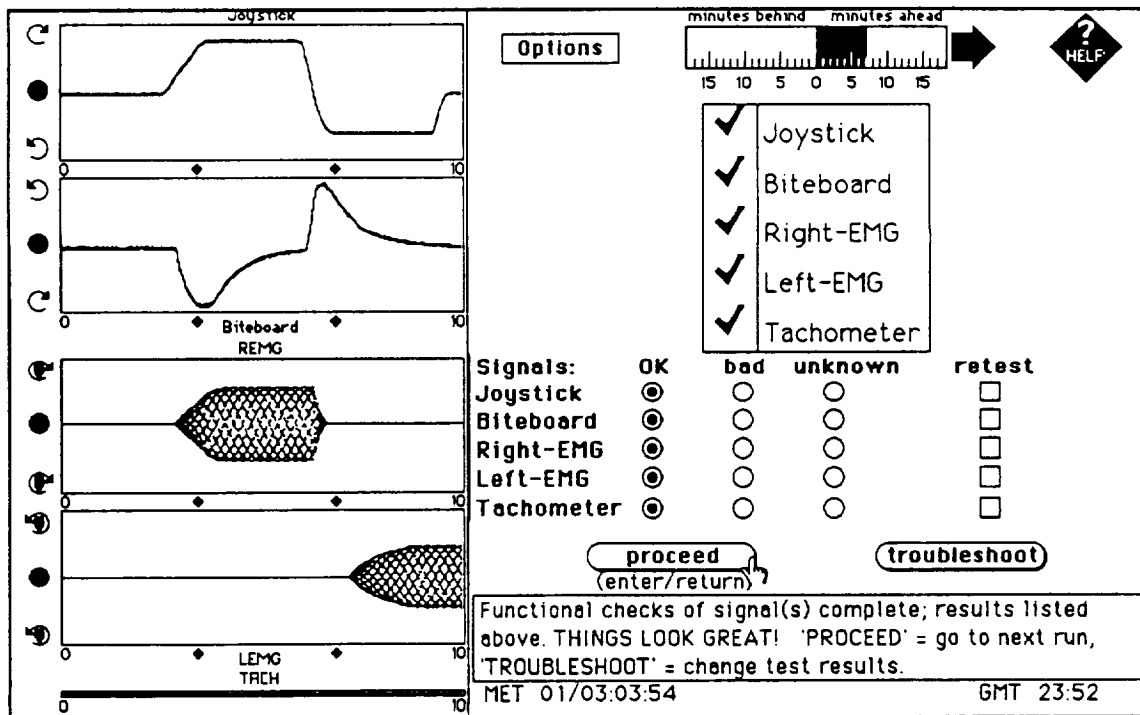 Joystick
0 10
0 10
Biteboard
REMG
0 10
LEMG
0 10
TACH
0 10
Options
minutes behind minutes ahead
15 10 5 0 5 10 15
?
HELP
Joystick
Biteboard
Right-EMG
Left-EMG
Tachometer
Signals: OK bad unknown retest
Joystick
Biteboard
Right-EMG
Left-EMG
Tachometer
proceed
(enter/return)
troubleshoot
Functional checks of signal(s) complete; results listed
above. THINGS LOOK GREAT! 'PROCEED' = go to next run,
'TROUBLESHOOT' = change test results.
MET 01/03:03:54 GMT 23:52